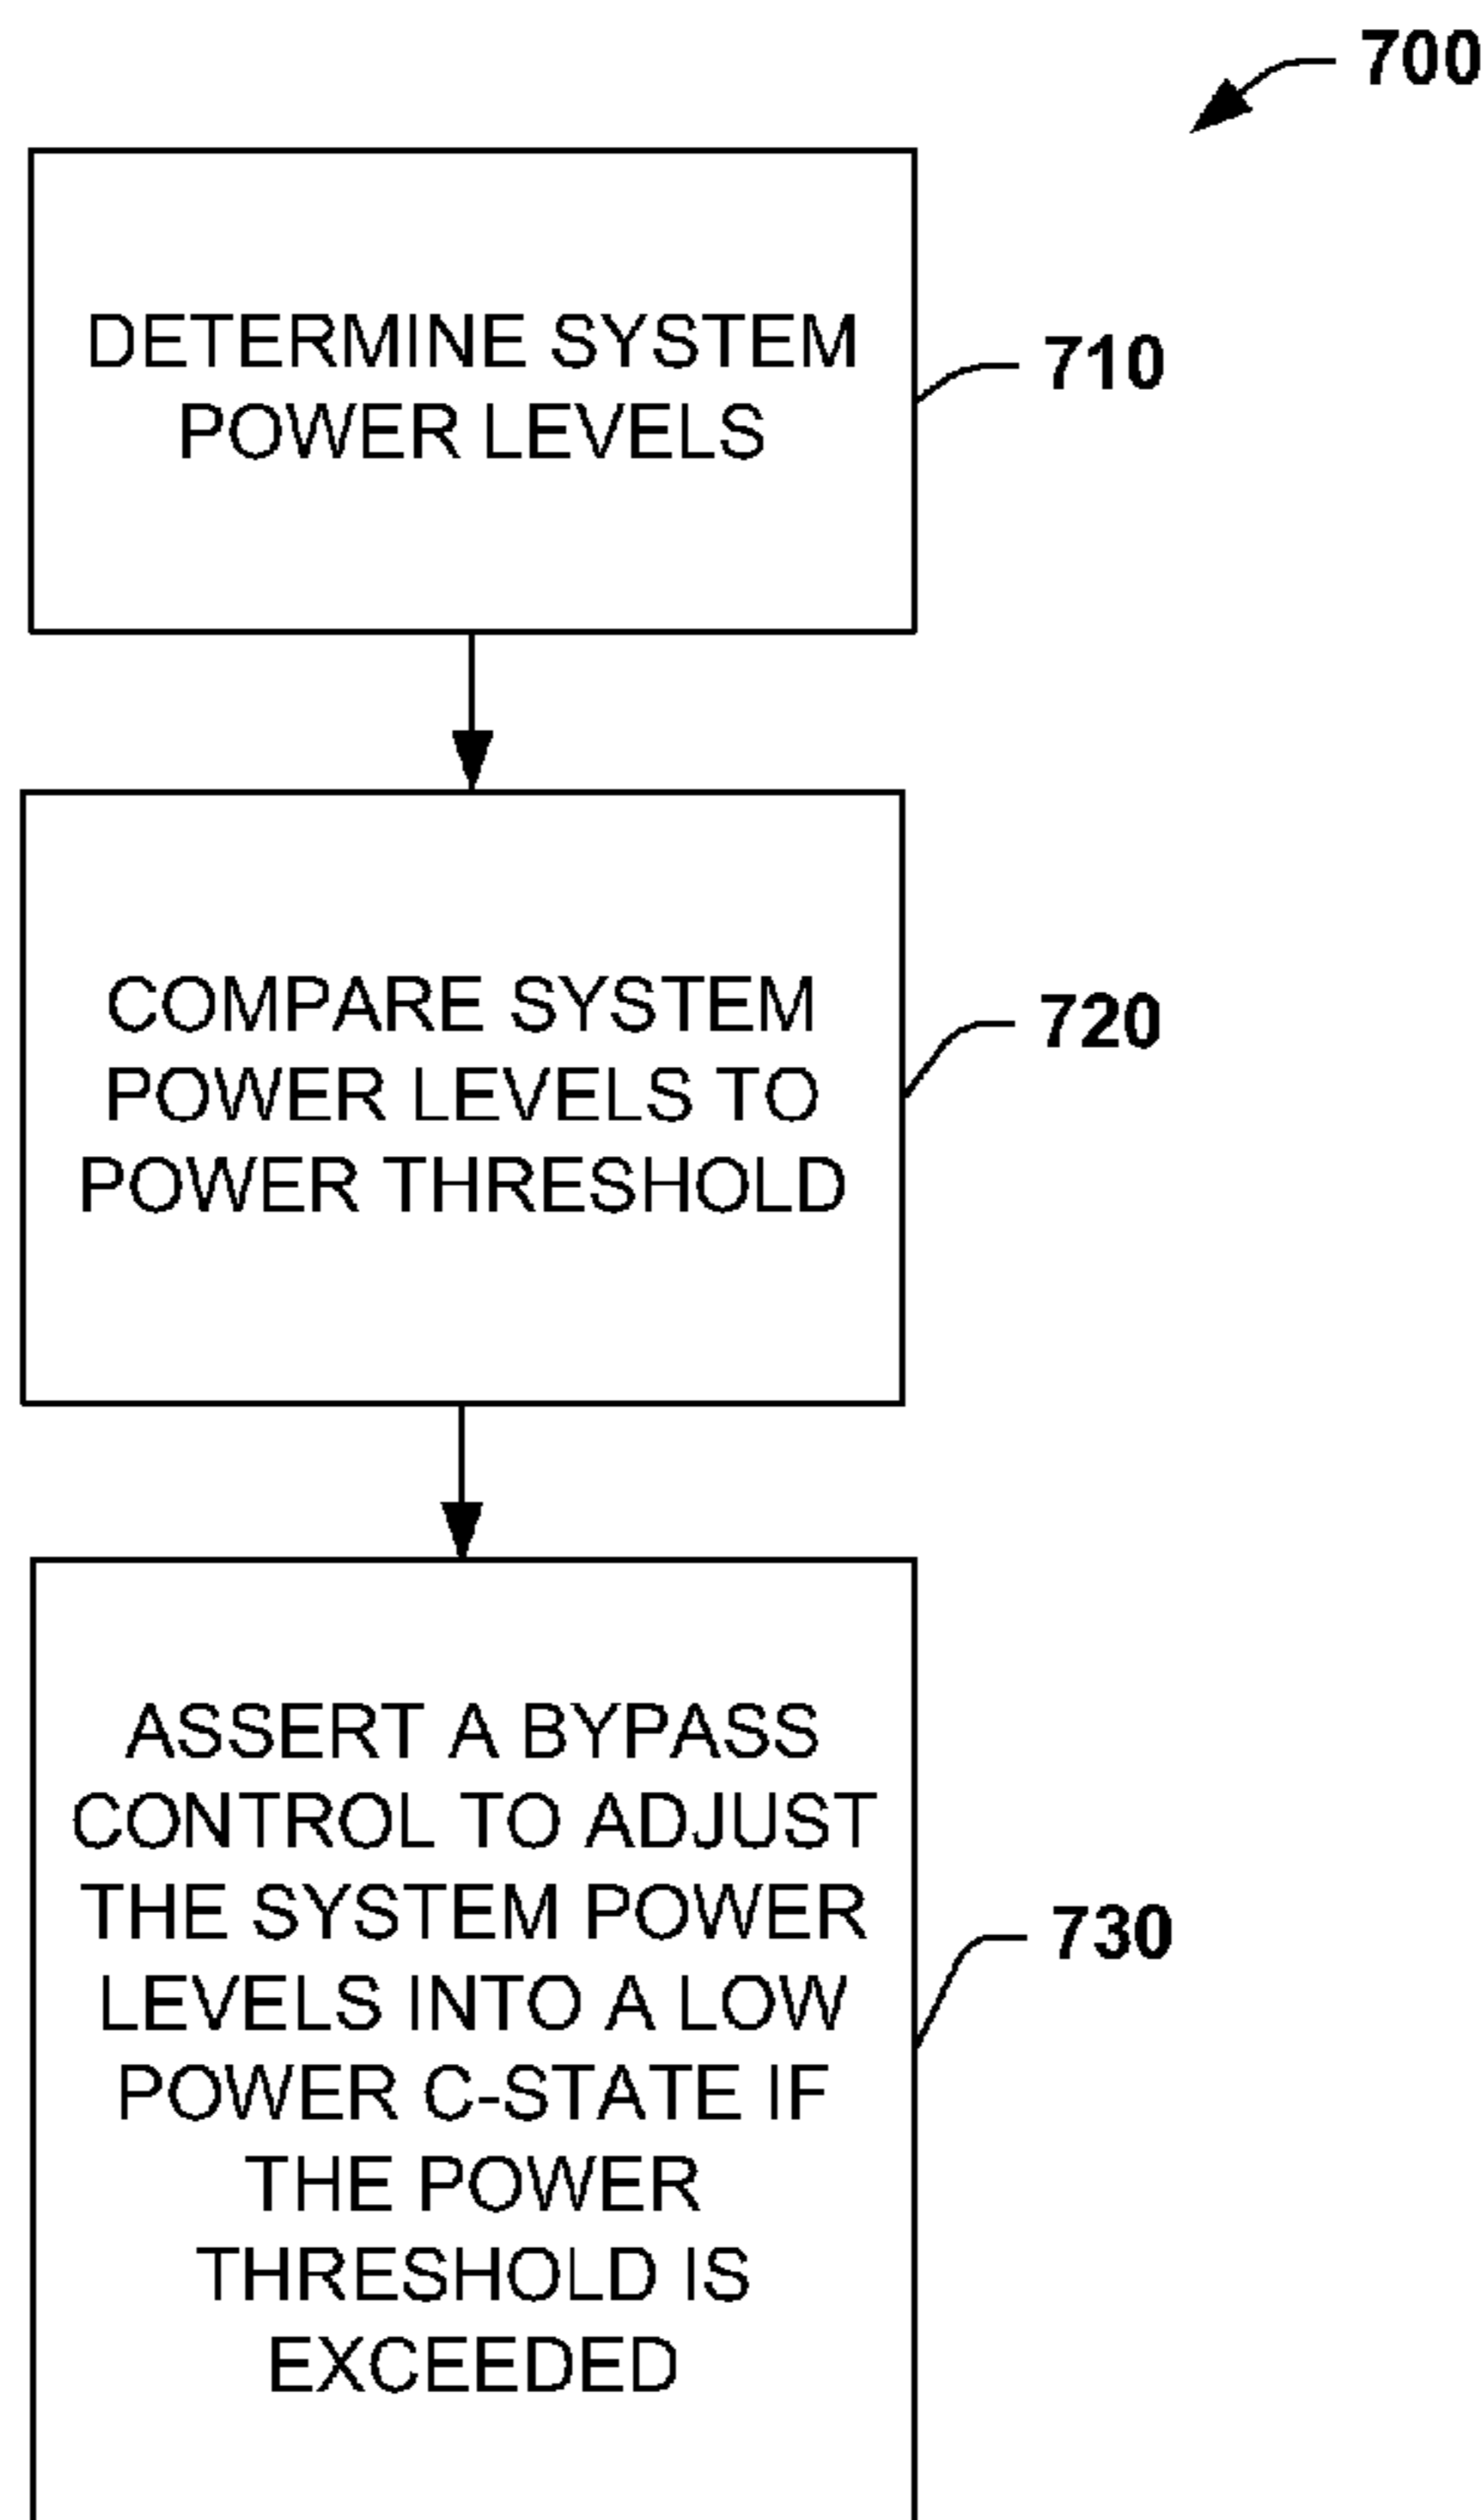 700
DETERMINE SYSTEM
POWER LEVELS
710
COMPARE SYSTEM
POWER LEVELS TO
POWER THRESHOLD
720
ASSERT A BYPASS
CONTROL TO ADJUST
THE SYSTEM POWER
LEVELS INTO A LOW
POWER C-STATE IF
THE POWER
THRESHOLD IS
EXCEEDED
730